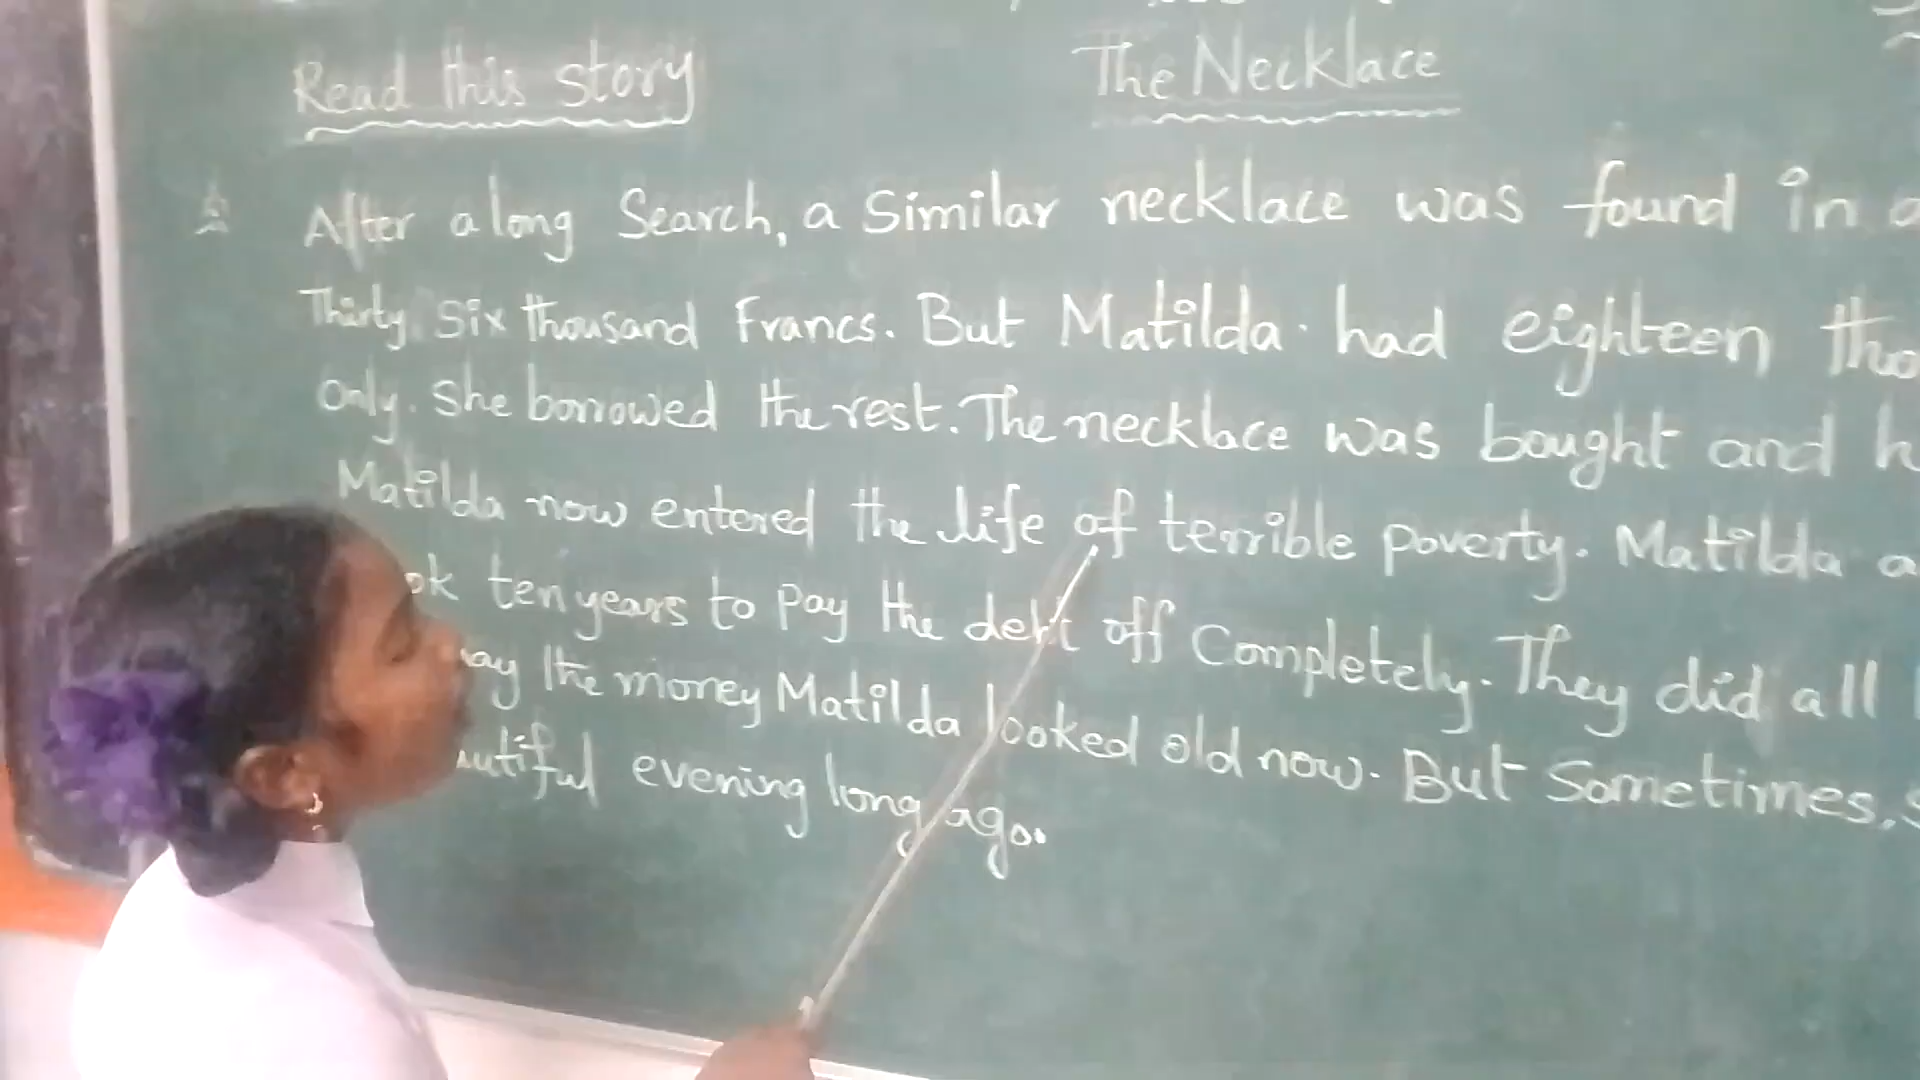 Read this story
The Necklace
After a long Search, a Similar necklace was found in
Thirty Six thousand Francs. But Matilda had eighteen
only. She borrowed the rest. The necklace was bought and
Matilda now entered the life of terrible poverty. Matilda
ten years to pay the debt off Completely. They did all
the money Matilda looked old now. But Sometimes,
evening long ago.